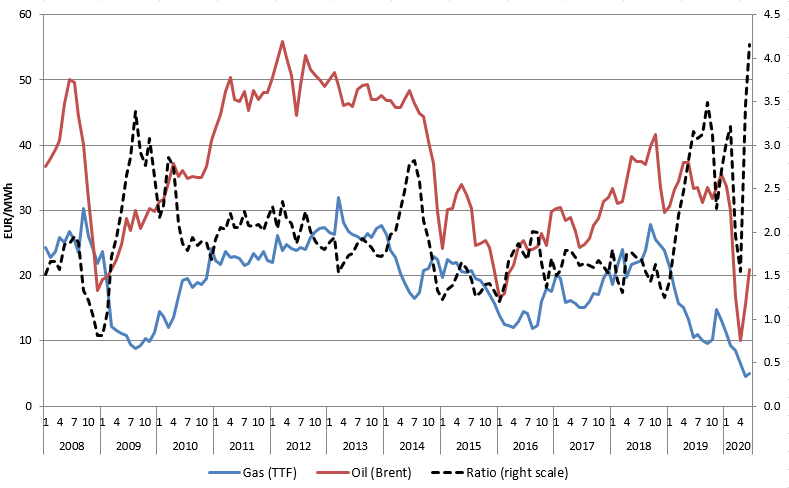 60 4.5
50 4.0
40 3.5
30 3.0
20 2.5
10 2.0
0 1.5
1.0
0.5
0.0
EUR/MWh
1 4 7 10 1 4 7 10 1 4 7 10 1 4 7 10 1 4 7 10 1 4 7 10 1 4 7 10 1 4 7 10 1 4 7 10 1 4 7 10 1 4 7 10 1 4 7 10 1 4
2008 2009 2010 2011 2012 2013 2014 2015 2016 2017 2018 2019 2020
Gas (TTF) Oil (Brent) Ratio (right scale)